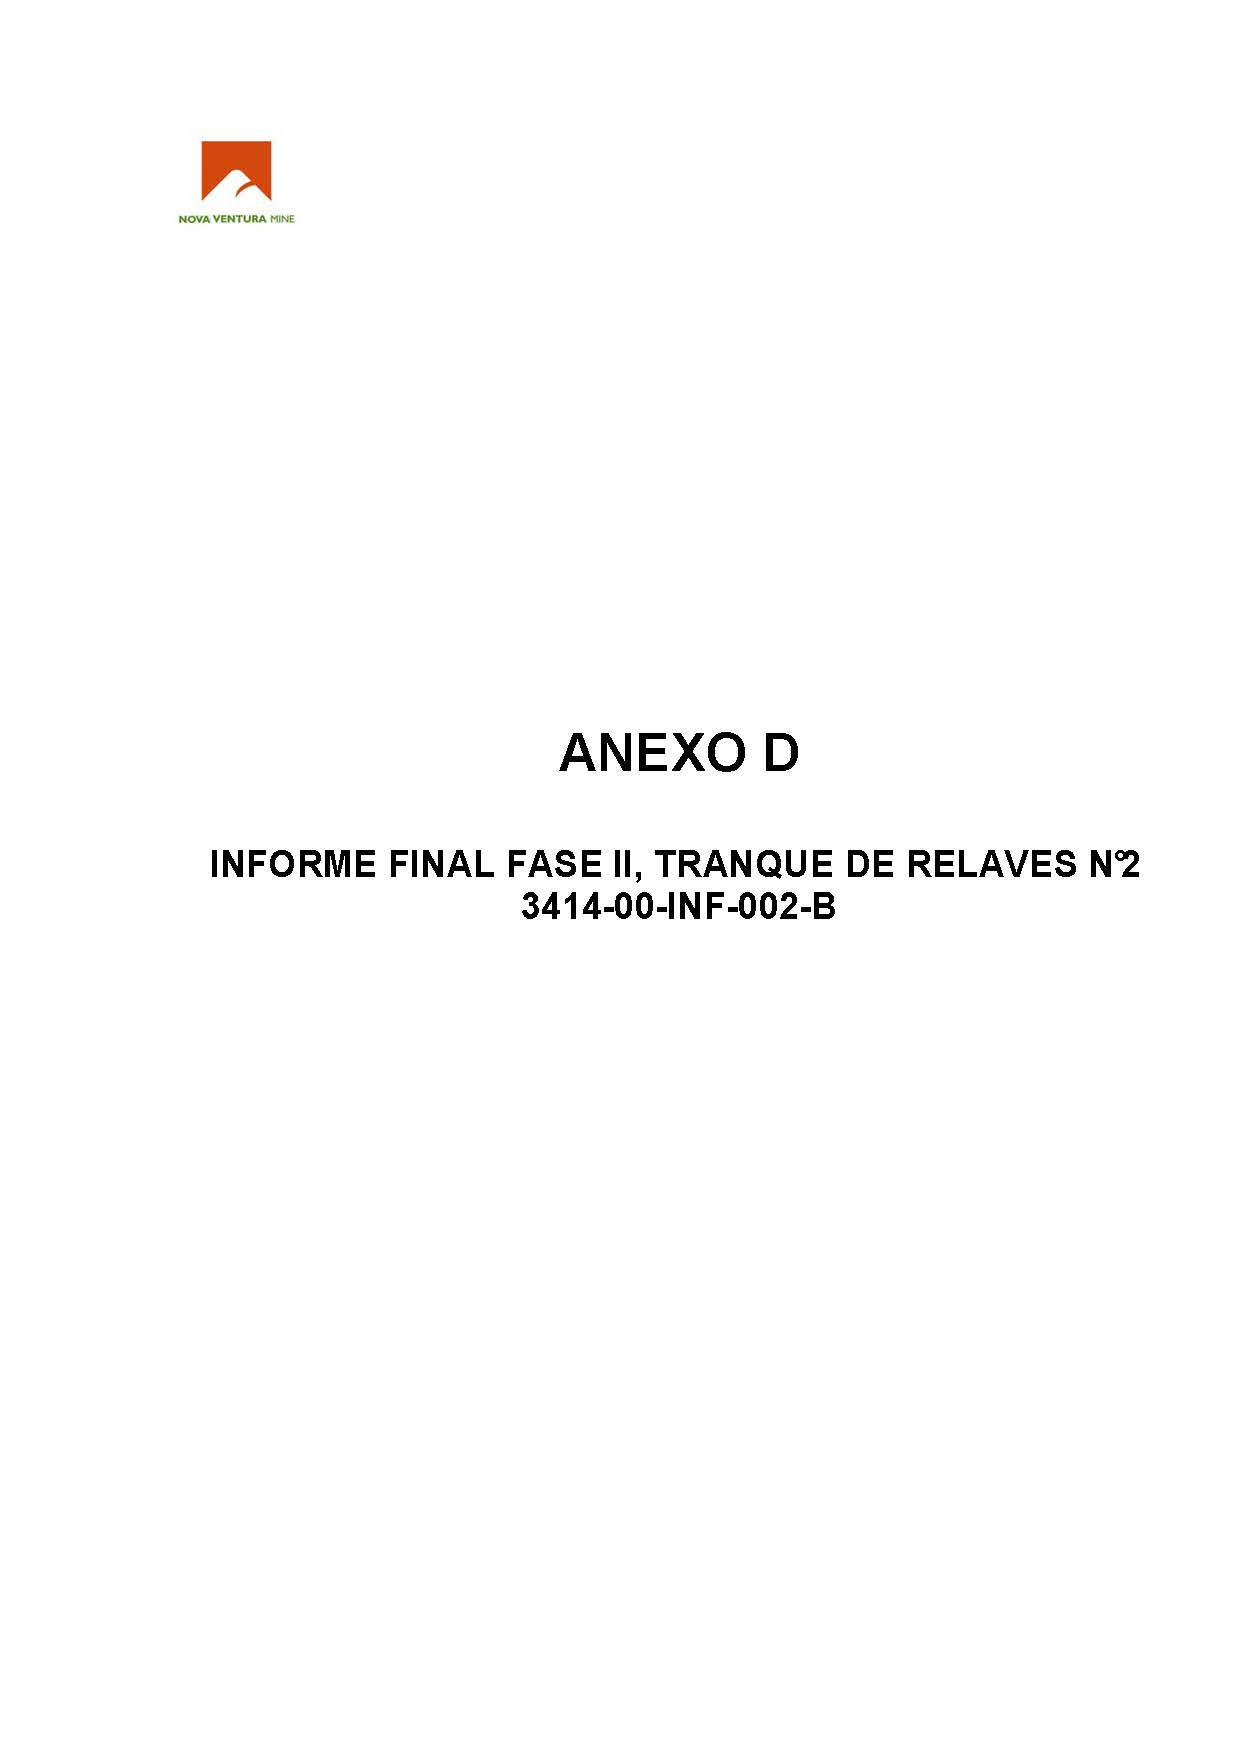 NOVA VENTURA MINE
ANEXO D
INFORME FINAL FASE II, TRANQUE DE RELAVES N°2
3414-00-INF-002-B